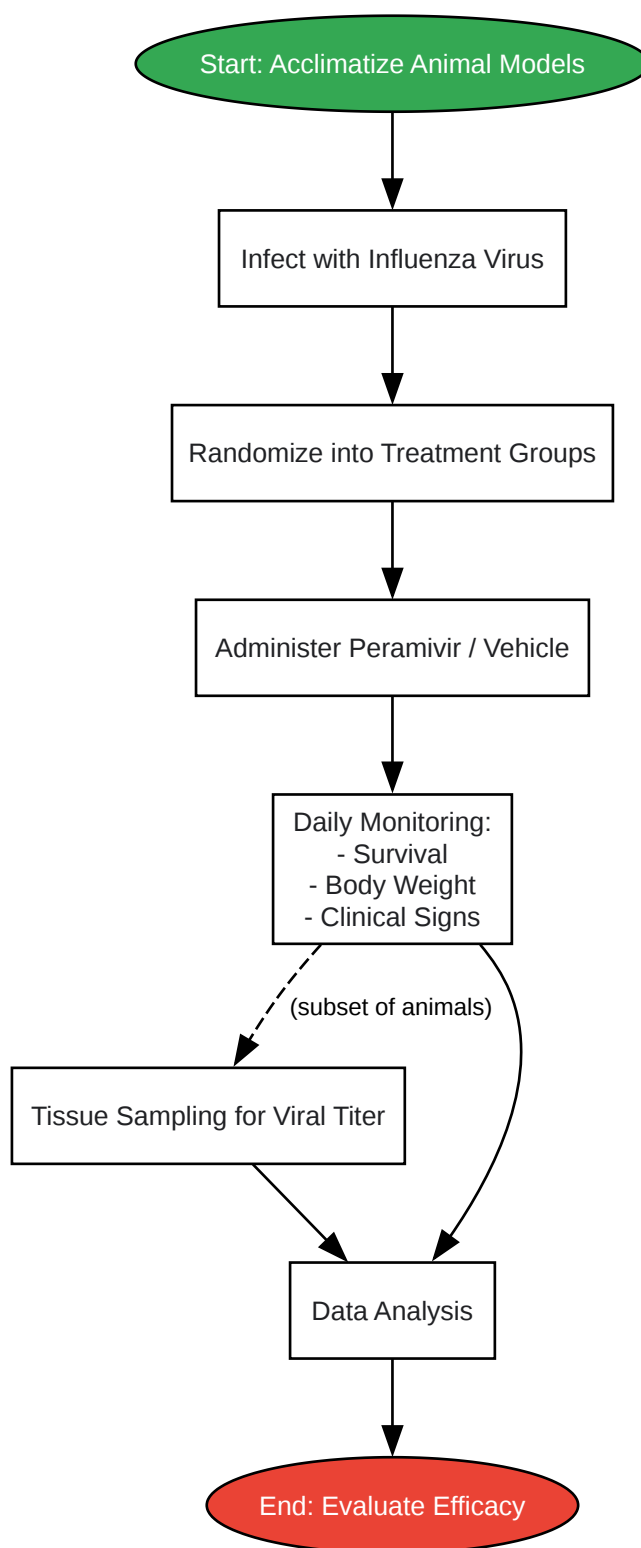 Start: Acclimatize Animal Models
Infect with Influenza Virus
Randomize into Treatment Groups
Administer Peramivir / Vehicle
Daily Monitoring:
- Survival
- Body Weight
- Clinical Signs
(subset of animals)
Tissue Sampling for Viral Titer
Data Analysis
End: Evaluate Efficacy